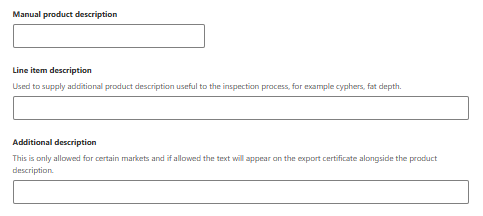 Manual product description
Line item description
Used to supply additional product description useful to the inspection process, for example cyphers, fat depth.
Additional description
This is only allowed for certain markets and if allowed the text will appear on the export certificate alongside the product
description.